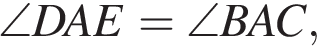 ∠DAE = ∠BAC,